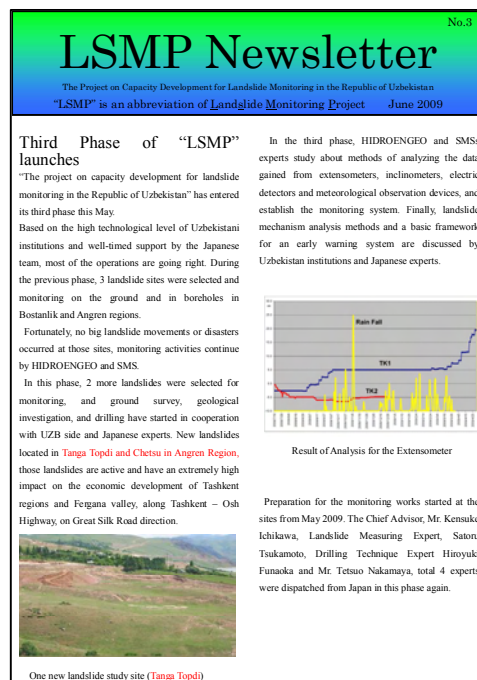 No.3
LSMP Newsletter
The Project on Capacity Development for Landslide Monitoring in the Republic of Uzbekistan
“LSMP” is an abbreviation of Landslide Monitoring Project June 2009
Third Phase of “LSMP”
launches
“The project on capacity development for landslide
monitoring in the Republic of Uzbekistan” has entered
its third phase this May.
Based on the high technological level of Uzbekistani
institutions and well-timed support by the Japanese
team, most of the operations are going right. During
the previous phase, 3 landslide sites were selected and
monitoring on the ground and in boreholes in
Bostanlik and Angren regions.
Fortunately, no big landslide movements or disasters
occurred at those sites, monitoring activities continue
by HIDROENGEO and SMS.
In this phase, 2 more landslides were selected for
monitoring, and ground survey, geological
investigation, and drilling have started in cooperation
with UZB side and Japanese experts. New landslides
located in Tanga Topdi and Chetsu in Angren Region,
those landslides are active and have an extremely high
impact on the economic development of Tashkent
regions and Fergana valley, along Tashkent – Osh
Highway, on Great Silk Road direction.
One new landslide study site (Tanga Topdi)
In the third phase, HIDROENGEO and SMSs
experts study about methods of analyzing the data
gained from extensometers, inclinometers, electric
detectors and meteorological observation devices, and
establish the monitoring system. Finally, landslide
mechanism analysis methods and a basic framework
for an early warning system are discussed by
Uzbekistan institutions and Japanese experts.
Rain Fall
TK1
TK2
Result of Analysis for the Extensometer
Preparation for the monitoring works started at the
sites from May 2009. The Chief Advisor, Mr. Kensuke
Ichikawa, Landslide Measuring Expert, Satoru
Tsukamoto, Drilling Technique Expert Hiroyuki
Funaoka and Mr. Tetsuo Nakamaya, total 4 experts
were dispatched from Japan in this phase again.